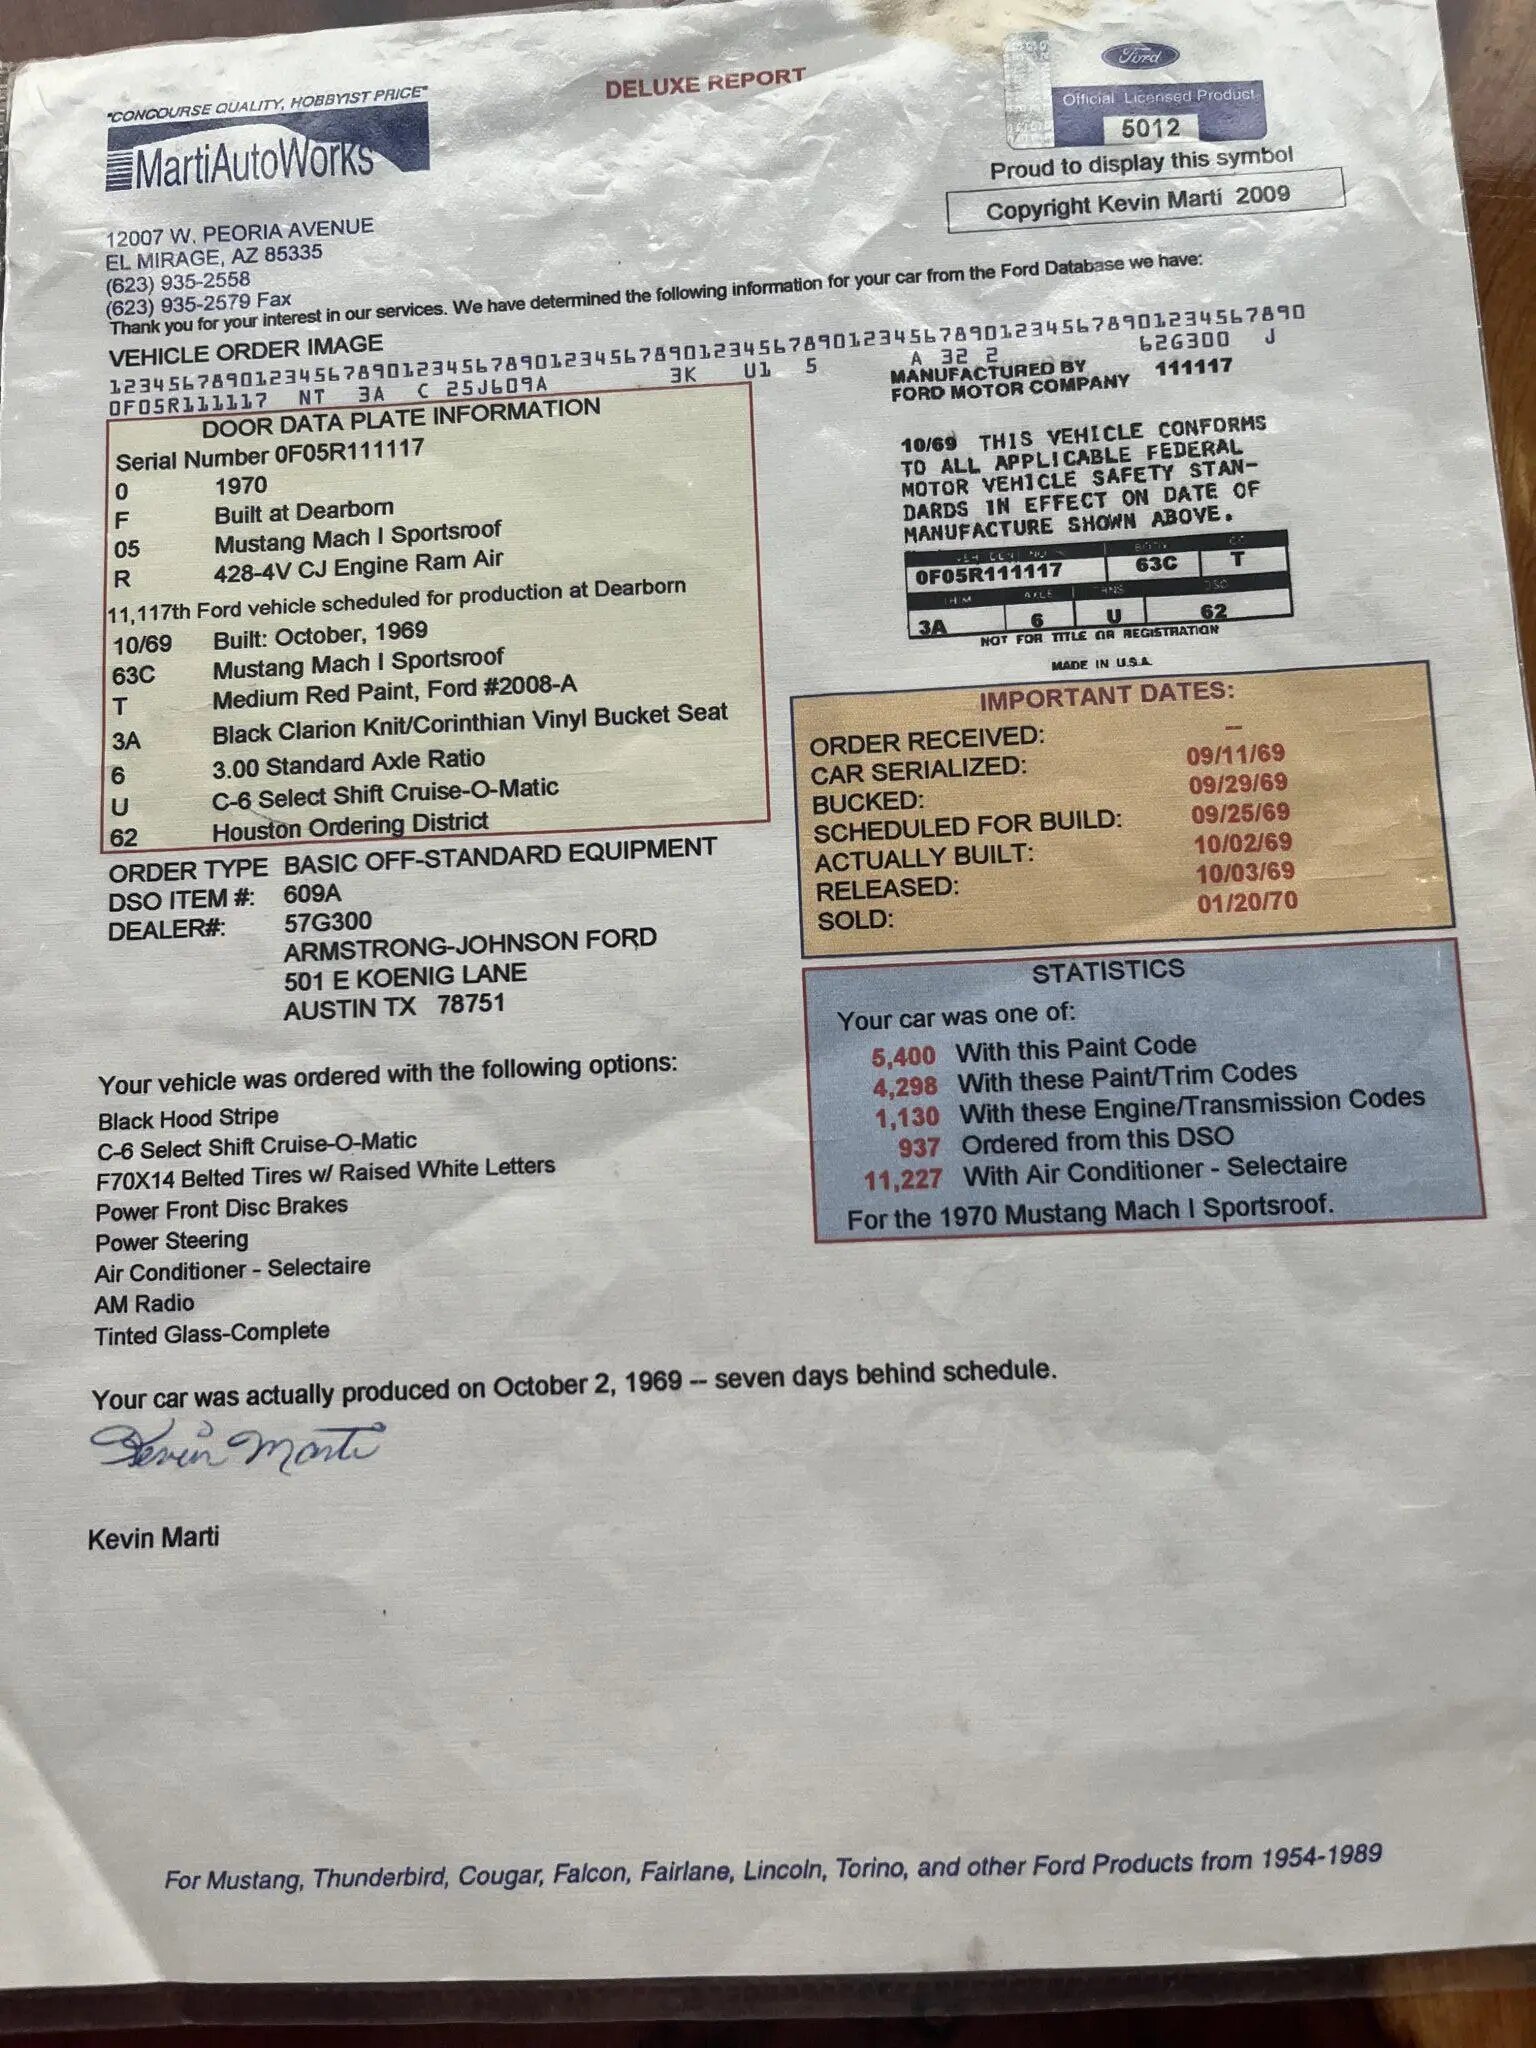 "CONCOURSE QUALITY, HOBBYIST PRICE"
MartiAutoWorks
DELUXE REPORT
Ford
Official Licensed Product
5012
Proud to display this symbol
Copyright Kevin Marti 2009
12007 W. PEORIA AVENUE
EL MIRAGE, AZ 85335
(623) 935-2558
(623) 935-2579 Fax
Thank you for your interest in our services. We have determined the following information for your car from the Ford Database we have:
VEHICLE ORDER IMAGE
12345678901234567890123456789012345678901234567890123456789012345678901234567890
0F05R111117 NT 3A C 25J609A 3K U1 5 A 32 2 62G300 J
DOOR DATA PLATE INFORMATION
Serial Number 0F05R111117
0 1970
F Built at Dearborn
05 Mustang Mach I Sportsroof
R 428-4V CJ Engine Ram Air
11,117th Ford vehicle scheduled for production at Dearborn
10/69 Built: October, 1969
63C Mustang Mach I Sportsroof
T Medium Red Paint, Ford #2008-A
3A Black Clarion Knit/Corinthian Vinyl Bucket Seat
6 3.00 Standard Axle Ratio
U C-6 Select Shift Cruise-O-Matic
62 Houston Ordering District
MANUFACTURED BY
FORD MOTOR COMPANY 111117
10/69 THIS VEHICLE CONFORMS
TO ALL APPLICABLE FEDERAL
MOTOR VEHICLE SAFETY STAN-
DARDS IN EFFECT ON DATE OF
MANUFACTURE SHOWN ABOVE.
0F05R111117 63C T
TRIM AXLE TRNS DSO
3A 6 U 62
NOT FOR TITLE OR REGISTRATION
MADE IN U.S.A.
ORDER TYPE BASIC OFF-STANDARD EQUIPMENT
DSO ITEM #: 609A
DEALER#: 57G300
ARMSTRONG-JOHNSON FORD
501 E KOENIG LANE
AUSTIN TX 78751
IMPORTANT DATES:
ORDER RECEIVED: --
CAR SERIALIZED: 09/11/69
BUCKED: 09/29/69
SCHEDULED FOR BUILD: 09/25/69
ACTUALLY BUILT: 10/02/69
RELEASED: 10/03/69
SOLD: 01/20/70
STATISTICS
Your car was one of:
5,400 With this Paint Code
4,298 With these Paint/Trim Codes
1,130 With these Engine/Transmission Codes
937 Ordered from this DSO
11,227 With Air Conditioner - Selectaire
For the 1970 Mustang Mach I Sportsroof.
Your vehicle was ordered with the following options:
Black Hood Stripe
C-6 Select Shift Cruise-O-Matic
F70X14 Belted Tires w/ Raised White Letters
Power Front Disc Brakes
Power Steering
Air Conditioner - Selectaire
AM Radio
Tinted Glass-Complete
Your car was actually produced on October 2, 1969 -- seven days behind schedule.
Kevin Marti
Kevin Marti
For Mustang, Thunderbird, Cougar, Falcon, Fairlane, Lincoln, Torino, and other Ford Products from 1954-1989